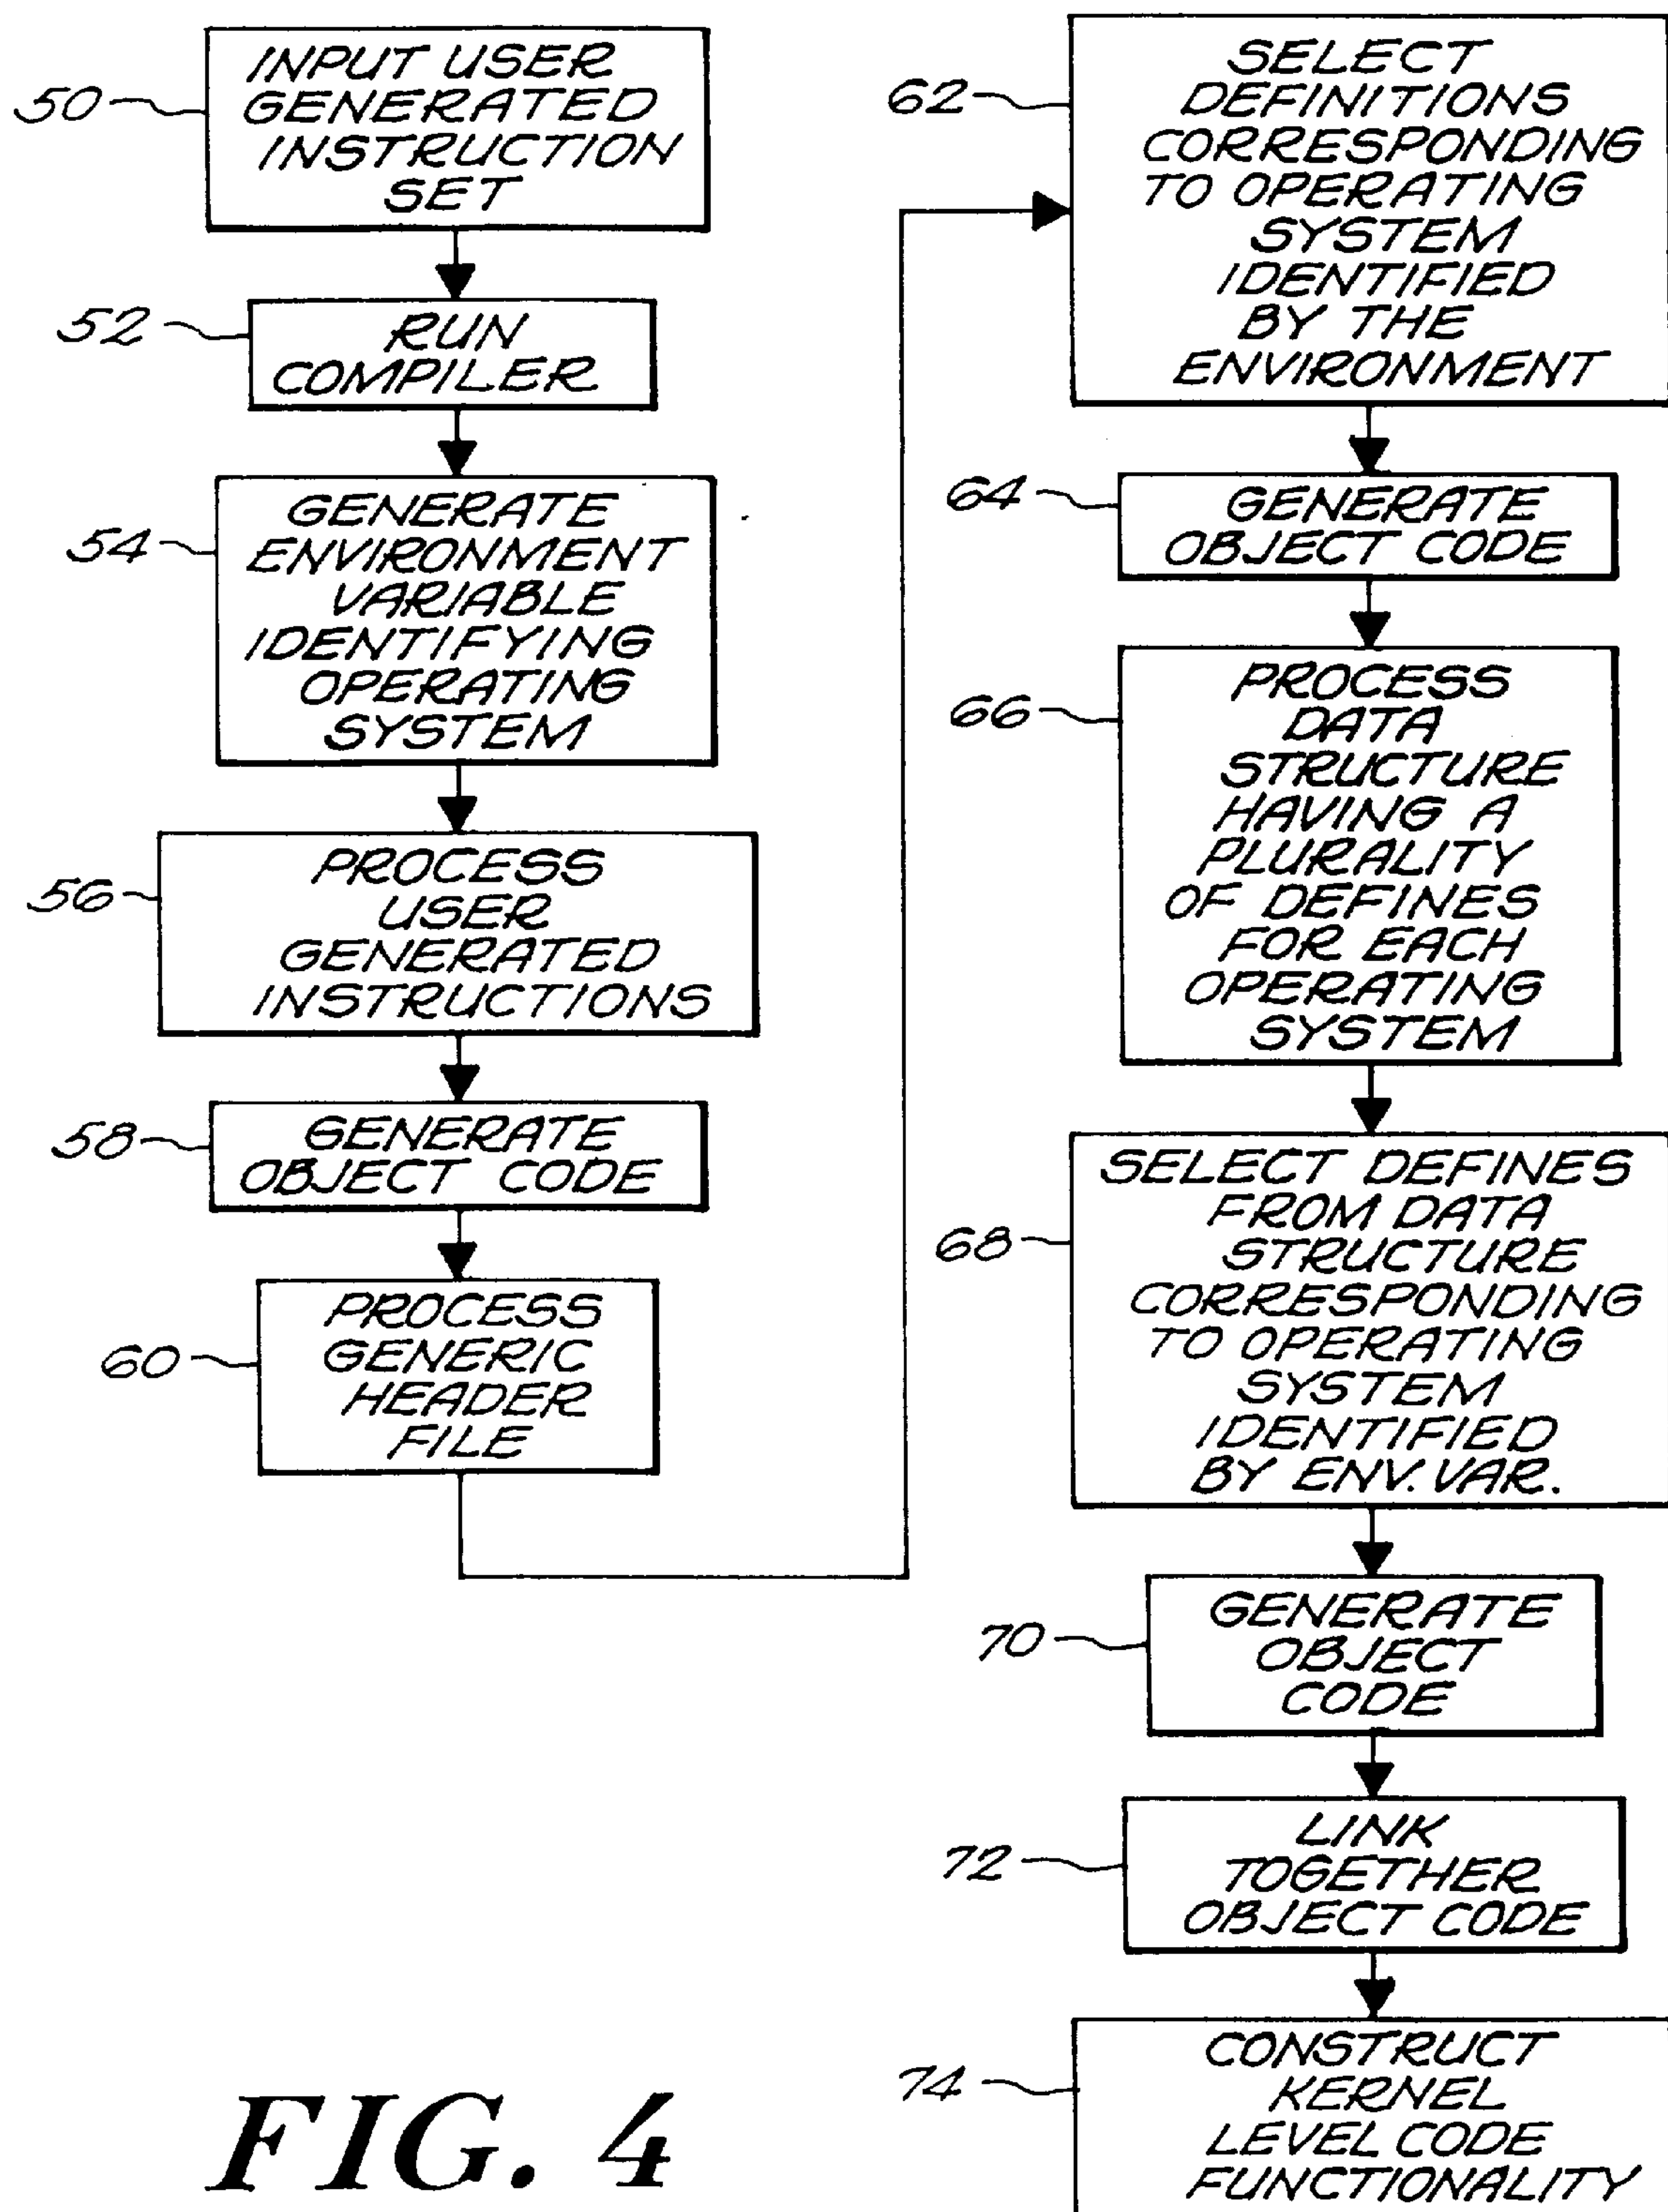 50
INPUT USER
GENERATED
INSTRUCTION
SET
52
RUN
COMPILER
54
GENERATE
ENVIRONMENT
VARIABLE
IDENTIFYING
OPERATING
SYSTEM
56
PROCESS
USER
GENERATED
INSTRUCTIONS
58
GENERATE
OBJECT CODE
60
PROCESS
GENERIC
HEADER
FILE
62
SELECT
DEFINITIONS
CORRESPONDING
TO OPERATING
SYSTEM
IDENTIFIED
BY THE
ENVIRONMENT
64
GENERATE
OBJECT CODE
66
PROCESS
DATA
STRUCTURE
HAVING A
PLURALITY
OF DEFINES
FOR EACH
OPERATING
SYSTEM
68
SELECT DEFINES
FROM DATA
STRUCTURE
CORRESPONDING
TO OPERATING
SYSTEM
IDENTIFIED
BY ENV.VAR.
70
GENERATE
OBJECT
CODE
72
LINK
TOGETHER
OBJECT CODE
74
CONSTRUCT
KERNEL
LEVEL CODE
FUNCTIONALITY
FIG. 4